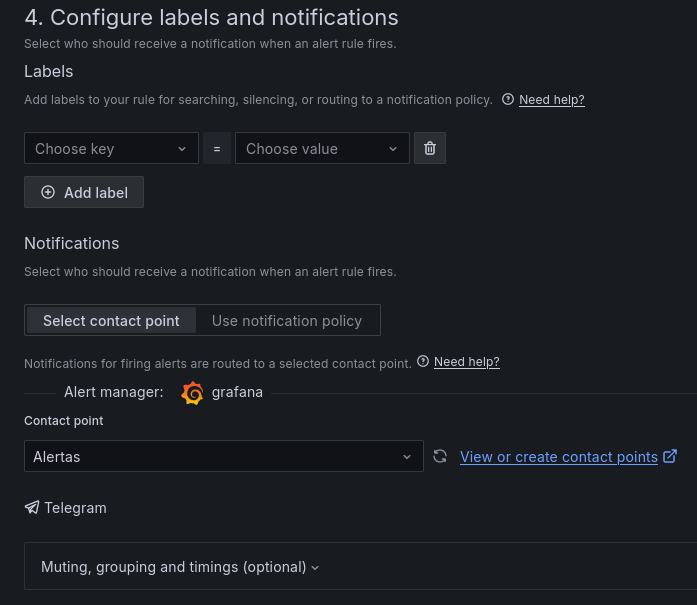 4. Configure labels and notifications
Select who should receive a notification when an alert rule fires.
Labels
Add labels to your rule for searching, silencing, or routing to a notification policy. Need help?
Choose key = Choose value
Add label
Notifications
Select who should receive a notification when an alert rule fires.
Select contact point Use notification policy
Notifications for firing alerts are routed to a selected contact point. Need help?
Alert manager: grafana
Contact point
Alertas View or create contact points
Telegram
Muting, grouping and timings (optional)